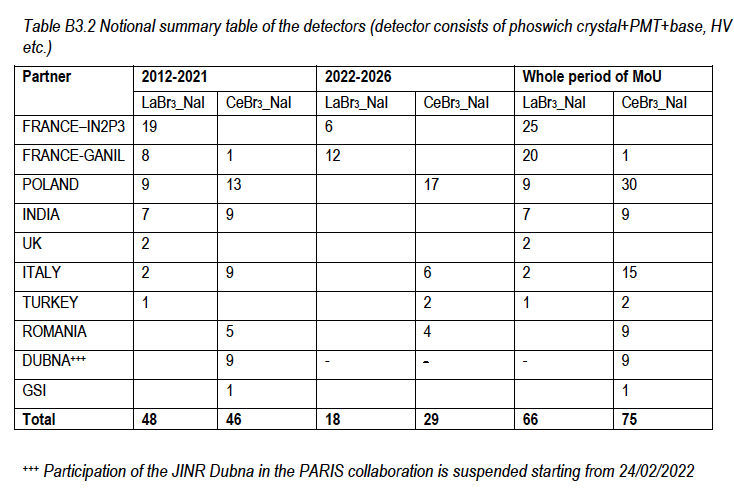 Table B3.2 Notional summary table of the detectors (detector consists of phoswich crystal+PMT+base, HV
etc.)
Partner 2012-2021 2022-2026 Whole period of MoU
LaBr3_NaI CeBr3_NaI LaBr3_NaI CeBr3_NaI LaBr3_NaI CeBr3_NaI
FRANCE–IN2P3 19 6 25
FRANCE-GANIL 8 1 12 20 1
POLAND 9 13 17 9 30
INDIA 7 9 7 9
UK 2 2
ITALY 2 9 6 2 15
TURKEY 1 2 1 2
ROMANIA 5 4 9
DUBNA+++ 9 - - - 9
GSI 1 1
Total 48 46 18 29 66 75
+++ Participation of the JINR Dubna in the PARIS collaboration is suspended starting from 24/02/2022